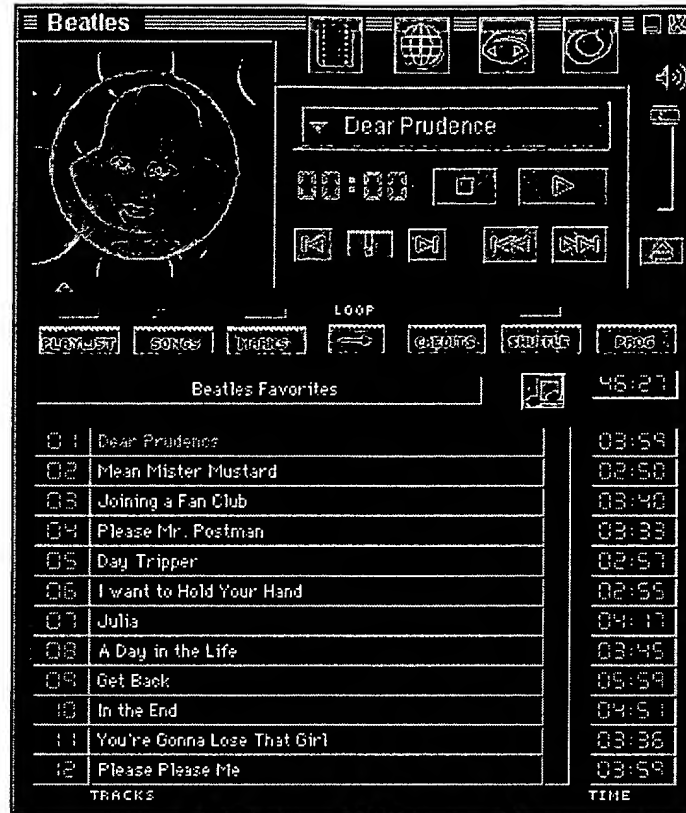 Beatles
Dear Prudence
00:00
LOOP
PLAYLIST SONGS MARKS CREDITS SHUFFLE PROG
Beatles Favorites 46:27
01 Dear Prudence 03:59
02 Mean Mister Mustard 02:50
03 Joining a Fan Club 03:40
04 Please Mr. Postman 03:33
05 Day Tripper 02:57
06 I want to Hold Your Hand 02:55
07 Julia 04:17
08 A Day in the Life 03:45
09 Get Back 05:59
10 In the End 04:51
11 You're Gonna Lose That Girl 03:36
12 Please Please Me 03:59
TRACKS TIME